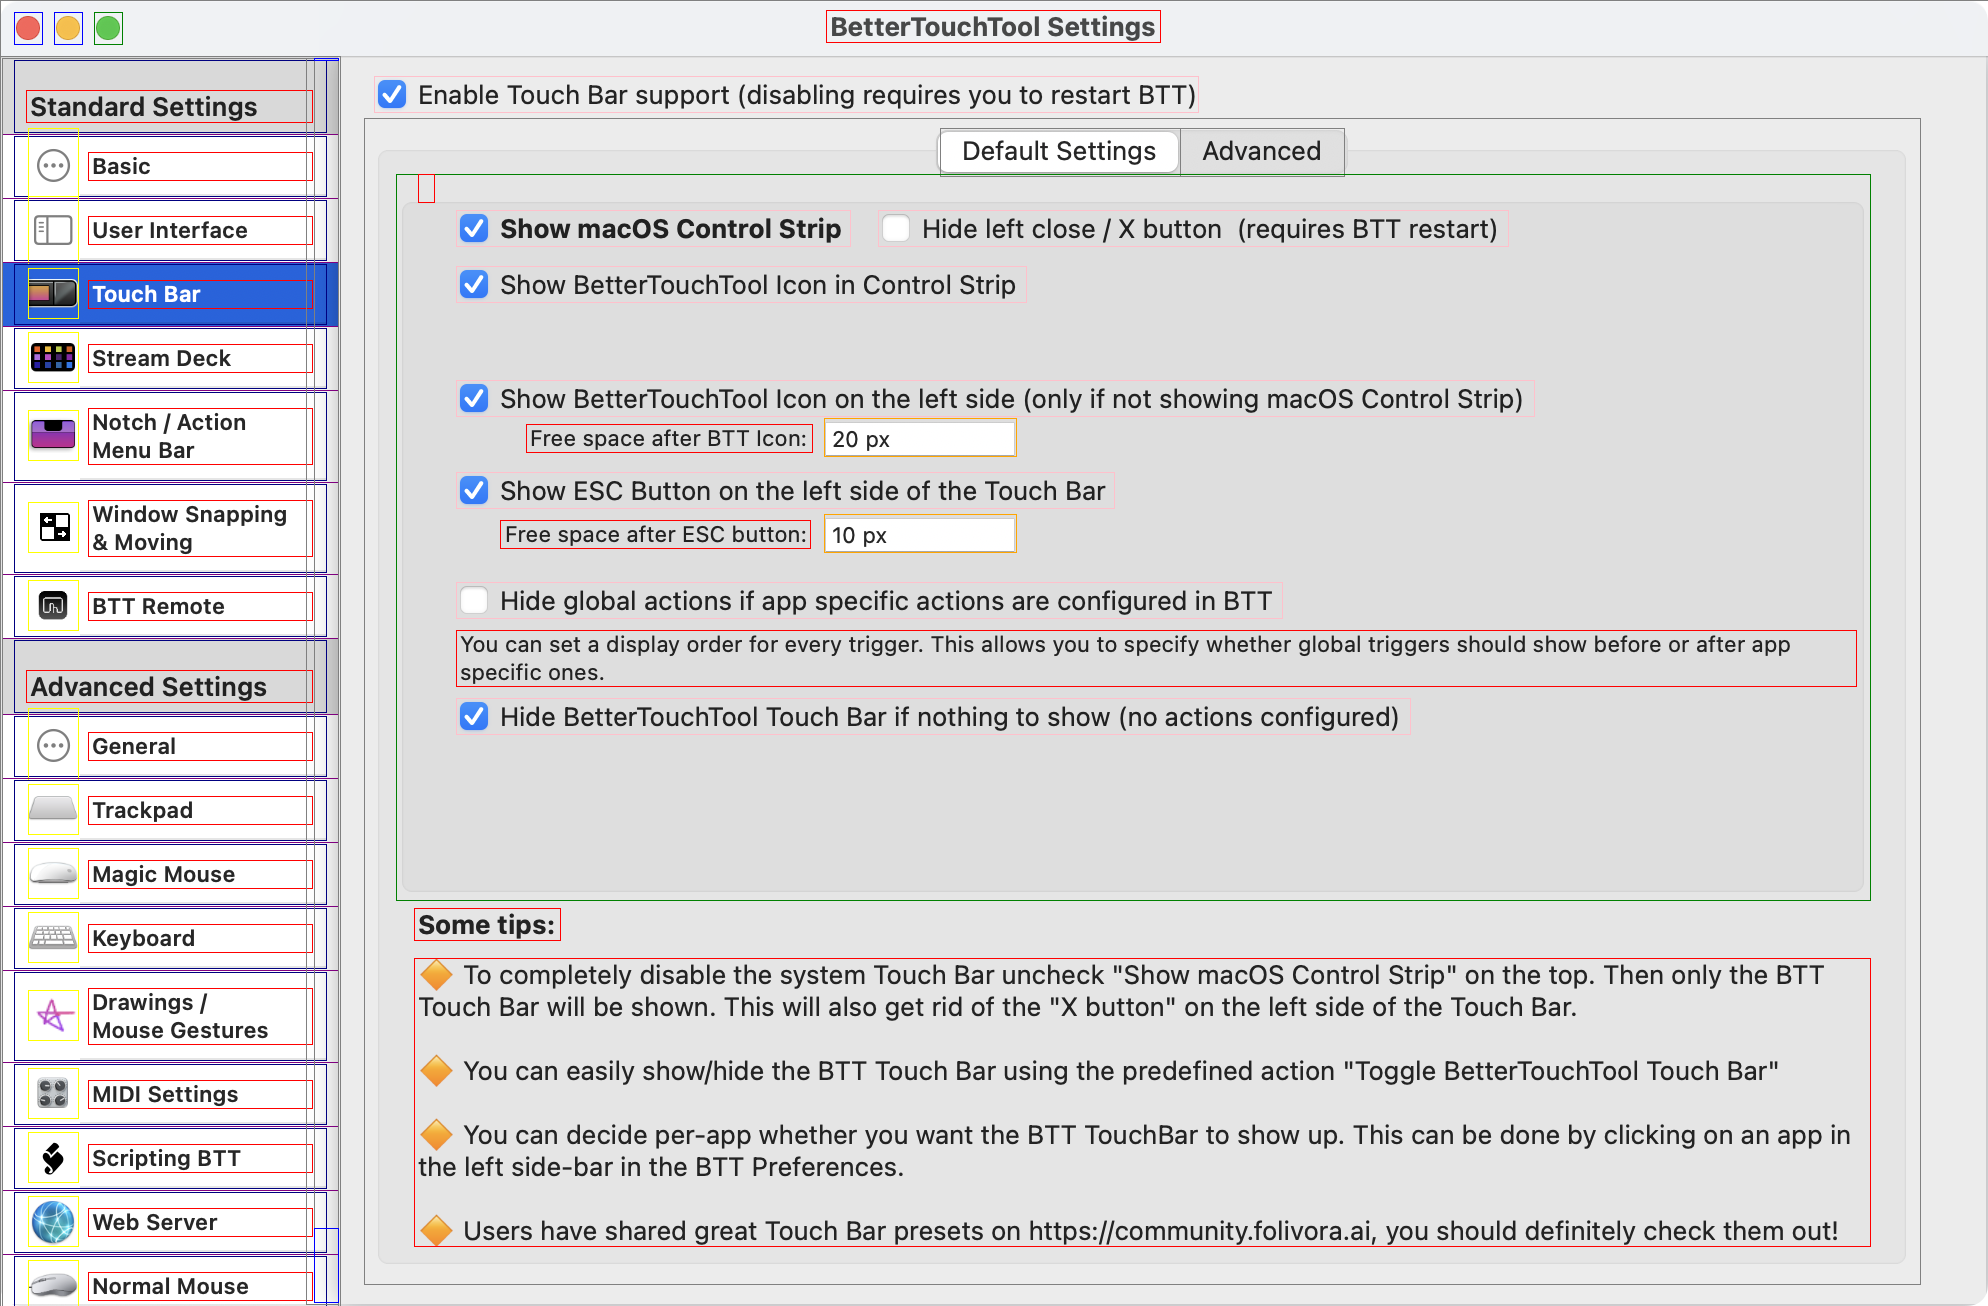 BetterTouchTool Settings
Standard Settings
Basic
User Interface
Touch Bar
Stream Deck
Notch / Action
Menu Bar
Window Snapping
& Moving
BTT Remote
Advanced Settings
General
Trackpad
Magic Mouse
Keyboard
Drawings /
Mouse Gestures
MIDI Settings
Scripting BTT
Web Server
Normal Mouse
Enable Touch Bar support (disabling requires you to restart BTT)
Default Settings
Advanced
Show macOS Control Strip
Hide left close / X button  (requires BTT restart)
Show BetterTouchTool Icon in Control Strip
Show BetterTouchTool Icon on the left side (only if not showing macOS Control Strip)
Free space after BTT Icon:
20 px
Show ESC Button on the left side of the Touch Bar
Free space after ESC button:
10 px
Hide global actions if app specific actions are configured in BTT
You can set a display order for every trigger. This allows you to specify whether global triggers should show before or after app
specific ones.
Hide BetterTouchTool Touch Bar if nothing to show (no actions configured)
Some tips:
🔶 To completely disable the system Touch Bar uncheck "Show macOS Control Strip" on the top. Then only the BTT
Touch Bar will be shown. This will also get rid of the "X button" on the left side of the Touch Bar.
🔶 You can easily show/hide the BTT Touch Bar using the predefined action "Toggle BetterTouchTool Touch Bar"
🔶 You can decide per-app whether you want the BTT TouchBar to show up. This can be done by clicking on an app in
the left side-bar in the BTT Preferences.
🔶 Users have shared great Touch Bar presets on https://community.folivora.ai, you should definitely check them out!